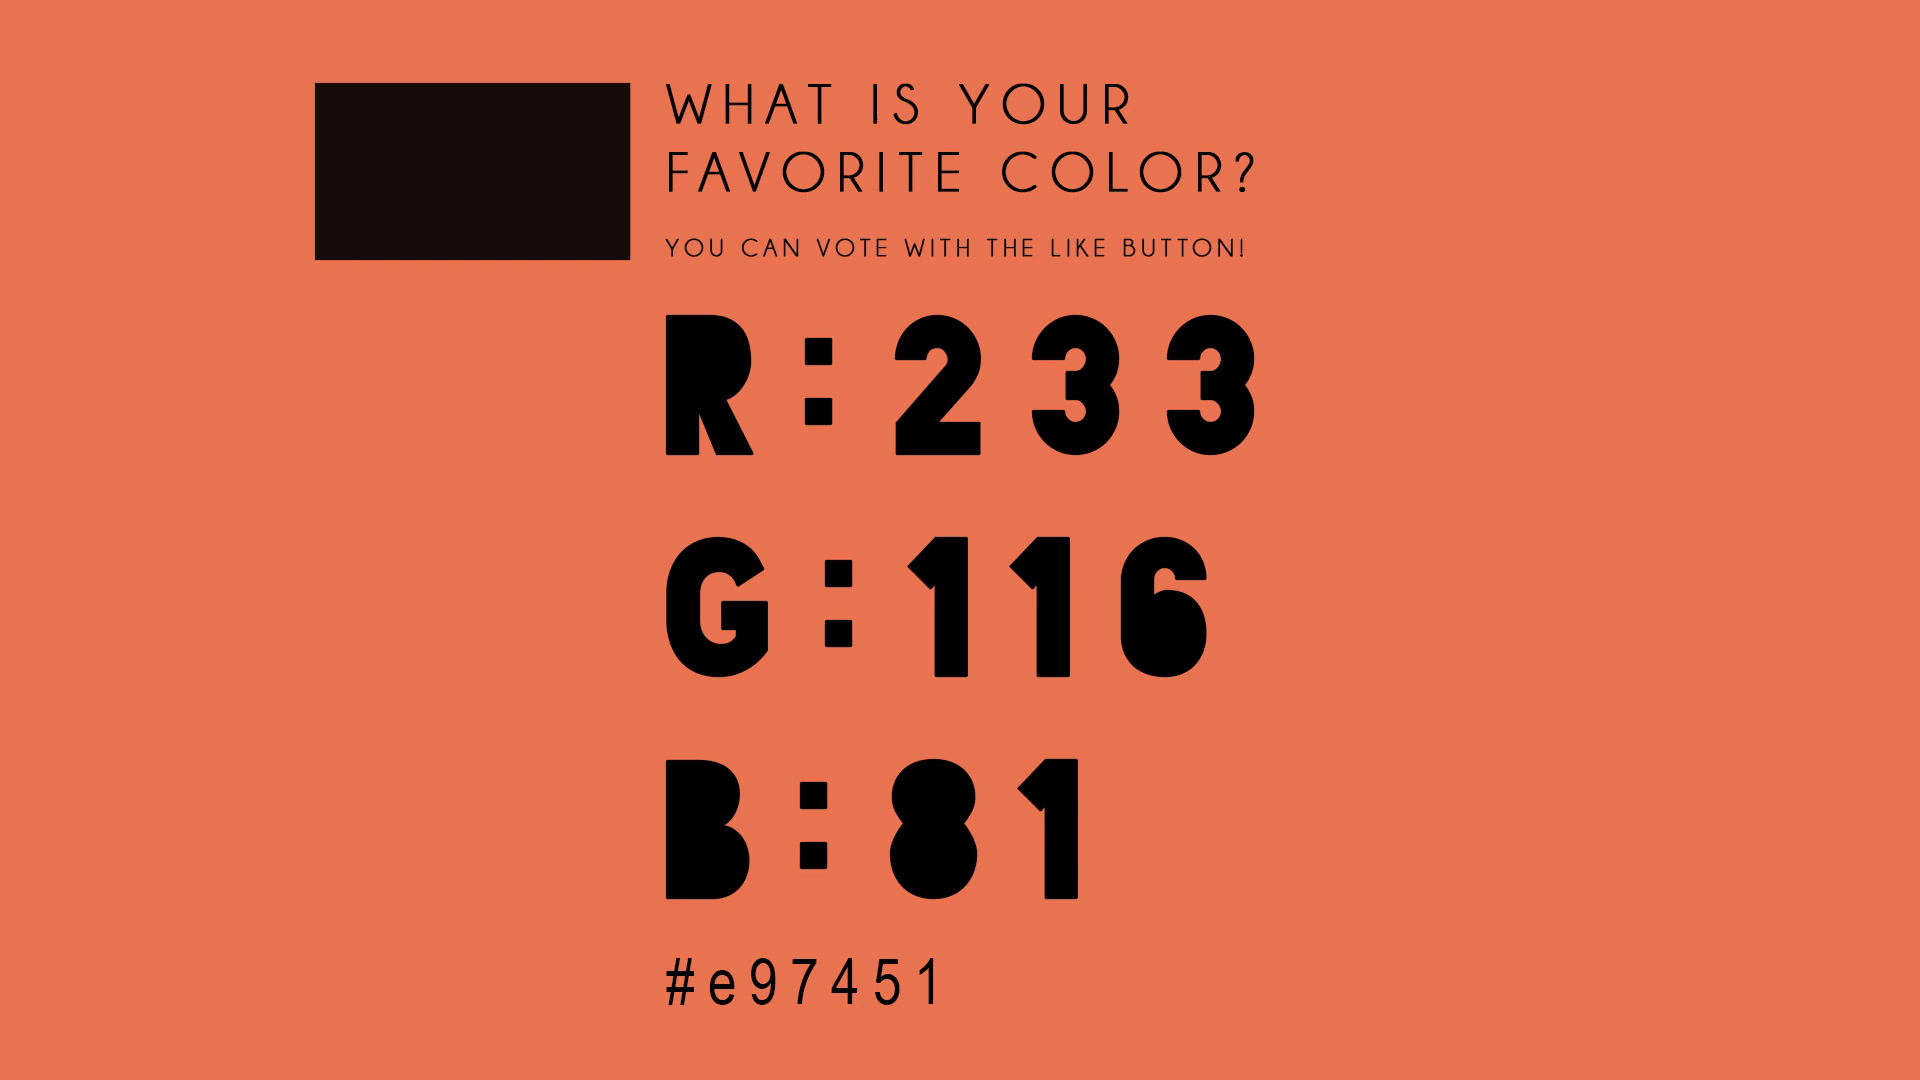 WHAT IS YOUR
FAVORITE COLOR?
YOU CAN VOTE WITH THE LIKE BUTTON!
R:233
G:116
B:81
#e97451